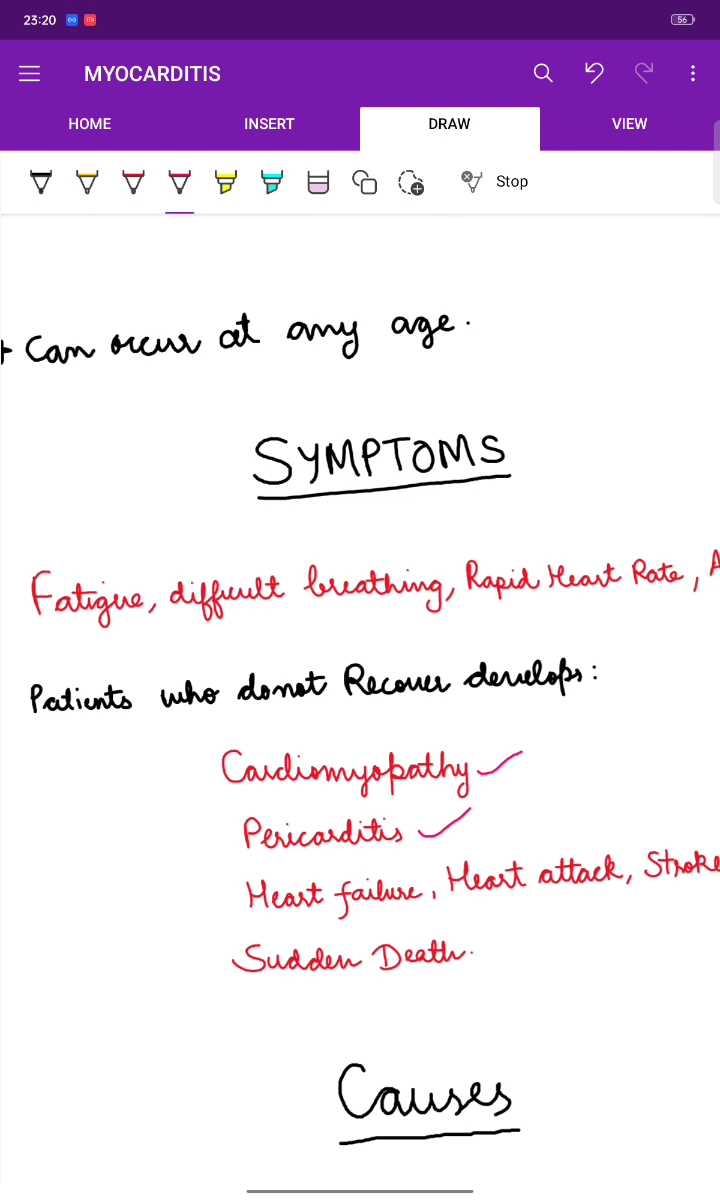 23:20
56
MYOCARDITIS
HOME INSERT DRAW VIEW
Stop
Can occur at any age.
SYMPTOMS
Fatigue, difficult breathing, Rapid Heart Rate, A
Patients who donot Recover develops:
Cardiomyopathy
Pericarditis
Heart failure, Heart attack, Stroke
Sudden Death.
Causes